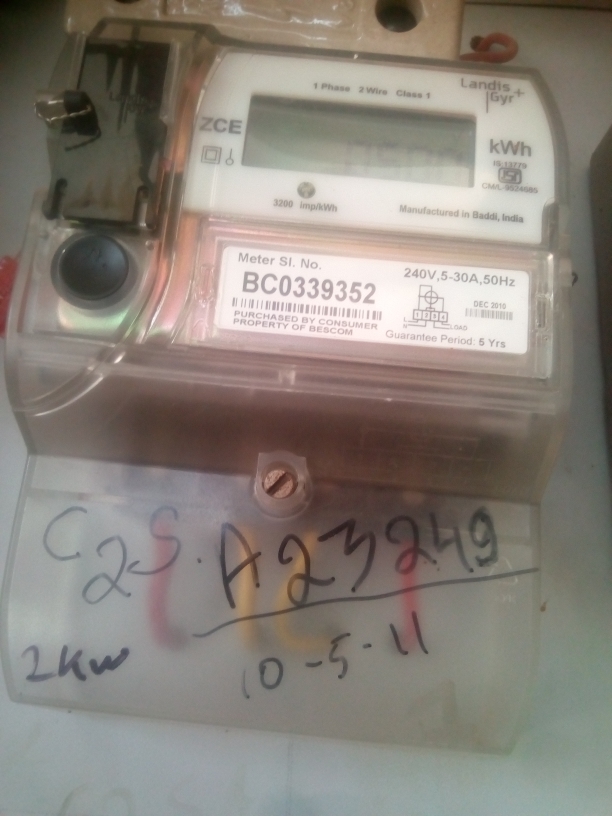 Landis
Gyr+
1 Phase 2 Wire Class 1
ZCE
kWh
IS 13779
3200 imp/kWh
Manufactured in Baddi, India
Meter Sl. No.
BC0339352
240V,5-30A,50Hz
DEC 2010
PURCHASED BY CONSUMER
PROPERTY OF BESCOM
LOAD
Guarantee Period: 5 Yrs
C2S. A23249
2KW
10-5-11